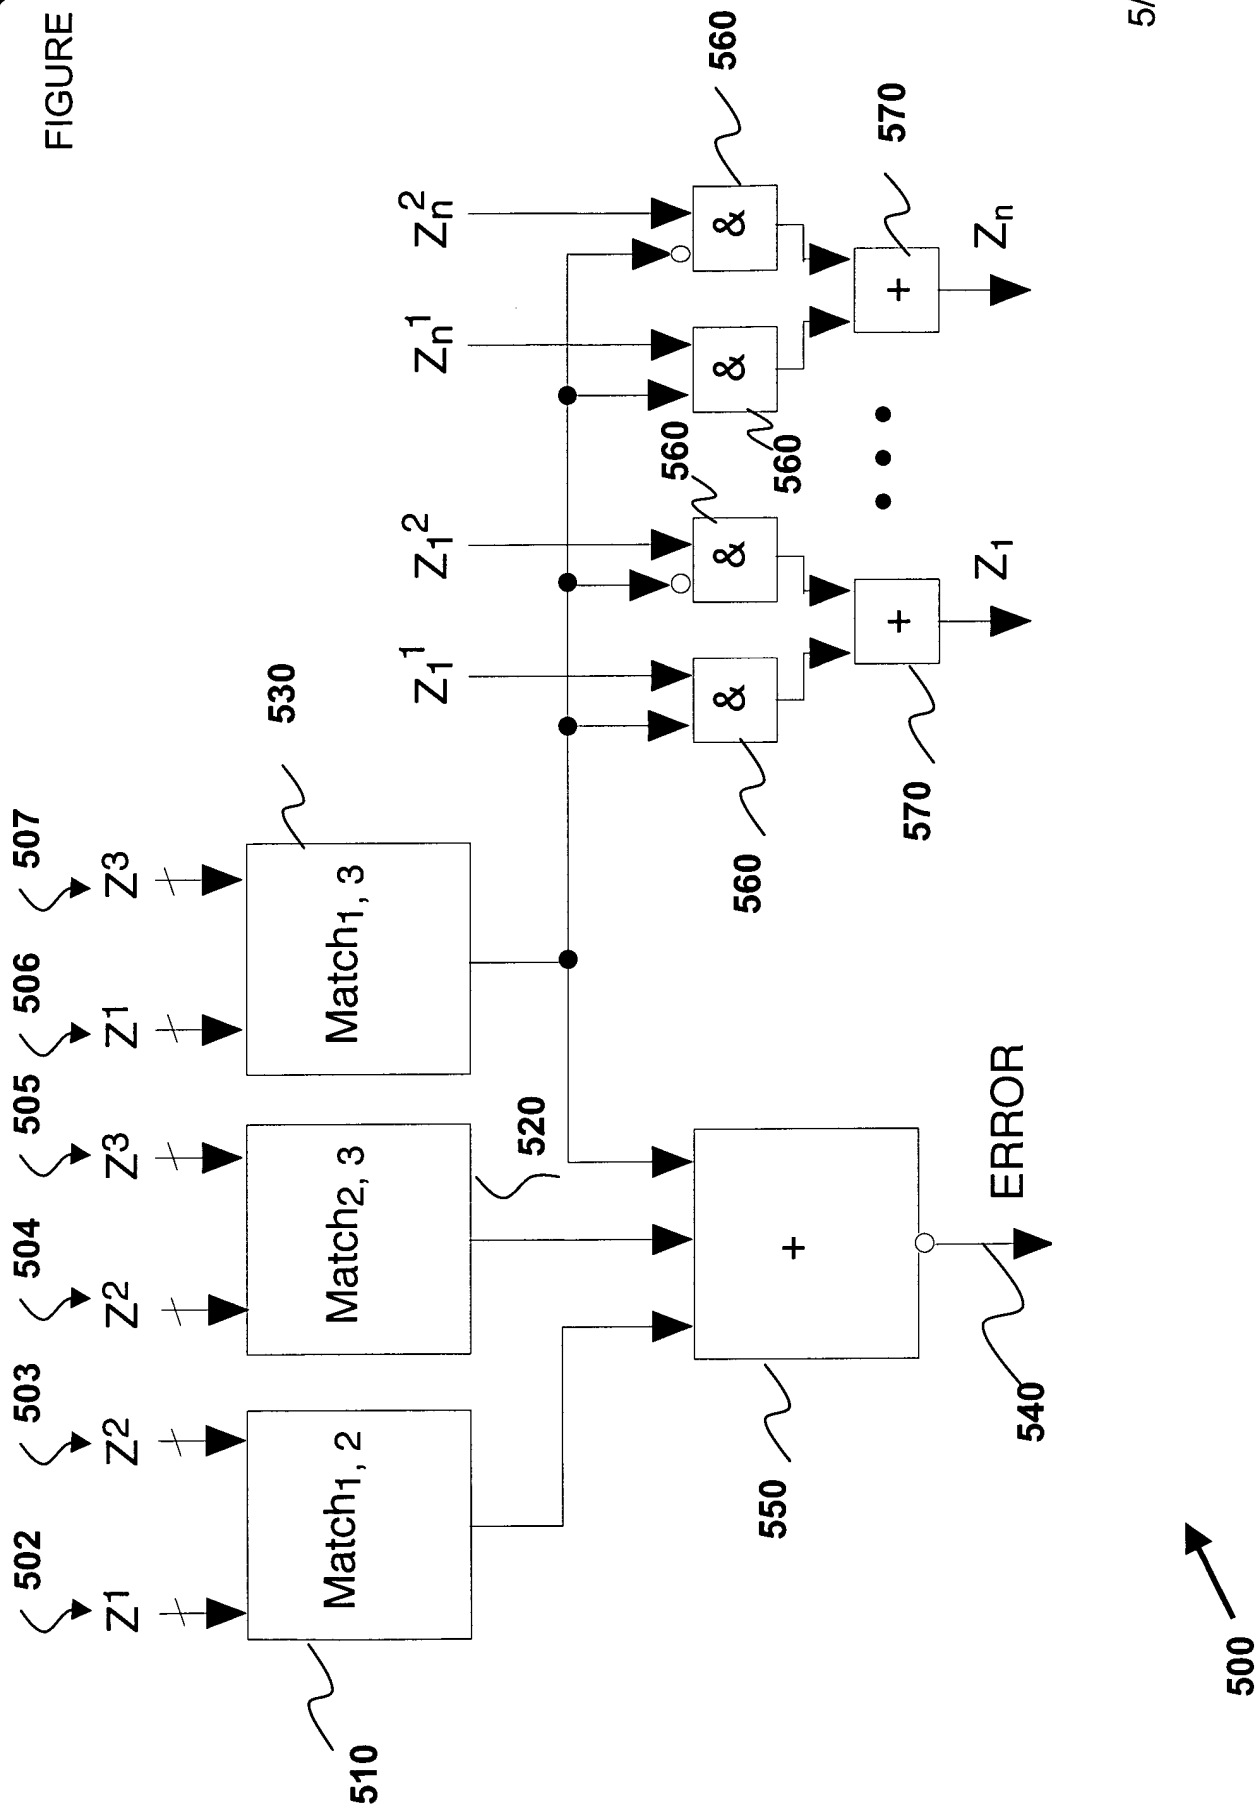 FIGURE
5/
502 503 504 505 506 507
Z1 Z2 Z2 Z3 Z1 Z3
510
Match1, 2
Match2, 3
Match1, 3
530
520
Z1^1 Z1^2 Zn^1 Zn^2
560
560
560
560
& & & &
+
550
570
+
+
570
540
ERROR
Z1
Zn
500